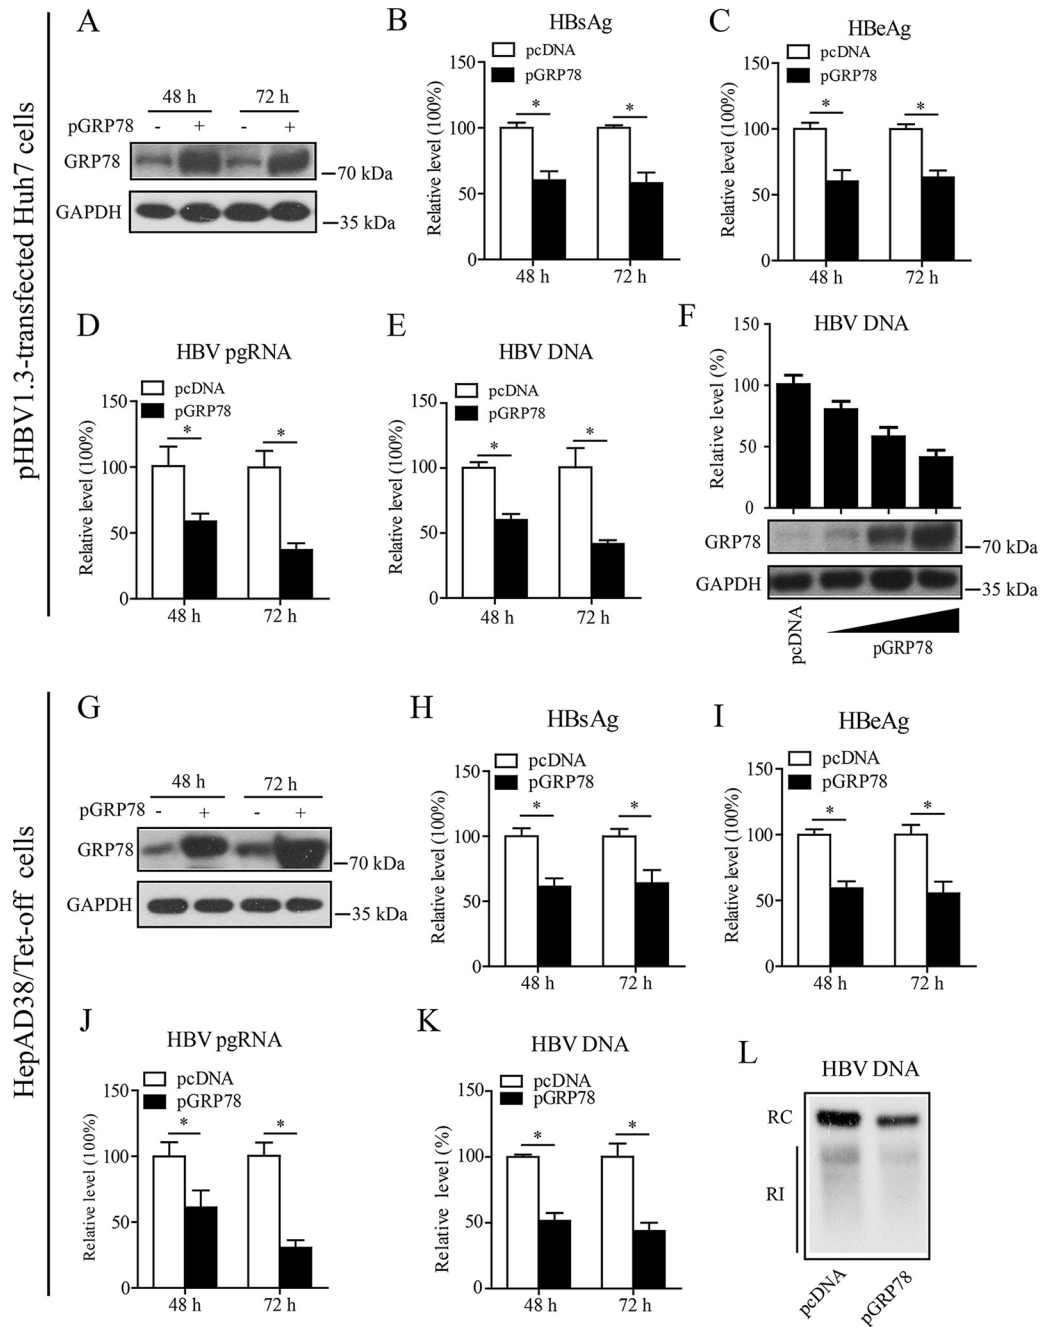 pHBV1.3-transfected Huh7 cells
A
48 h 72 h
pGRP78 - + - +
GRP78
70 kDa
GAPDH
35 kDa
B
HBsAg
pcDNA
pGRP78
Relative level (100%)
150
100
50
0
48 h 72 h
*
*
C
HBeAg
pcDNA
pGRP78
Relative level (100%)
150
100
50
0
48 h 72 h
*
*
D
HBV pgRNA
pcDNA
pGRP78
Relative level (100%)
150
100
50
0
48 h 72 h
*
*
E
HBV DNA
pcDNA
pGRP78
Relative level (100%)
150
100
50
0
48 h 72 h
*
*
F
HBV DNA
Relative level (%)
150
100
50
0
GRP78
70 kDa
GAPDH
35 kDa
pcDNA
pGRP78
HepAD38/Tet-off cells
G
48 h 72 h
pGRP78 - + - +
GRP78
70 kDa
GAPDH
35 kDa
H
HBsAg
pcDNA
pGRP78
Relative level (100%)
150
100
50
0
48 h 72 h
*
*
I
HBeAg
pcDNA
pGRP78
Relative level (100%)
150
100
50
0
48 h 72 h
*
*
J
HBV pgRNA
pcDNA
pGRP78
Relative level (100%)
150
100
50
0
48 h 72 h
*
*
K
HBV DNA
pcDNA
pGRP78
Relative level (%)
150
100
50
0
48 h 72 h
*
*
L
HBV DNA
RC
RI
pcDNA
pGRP78